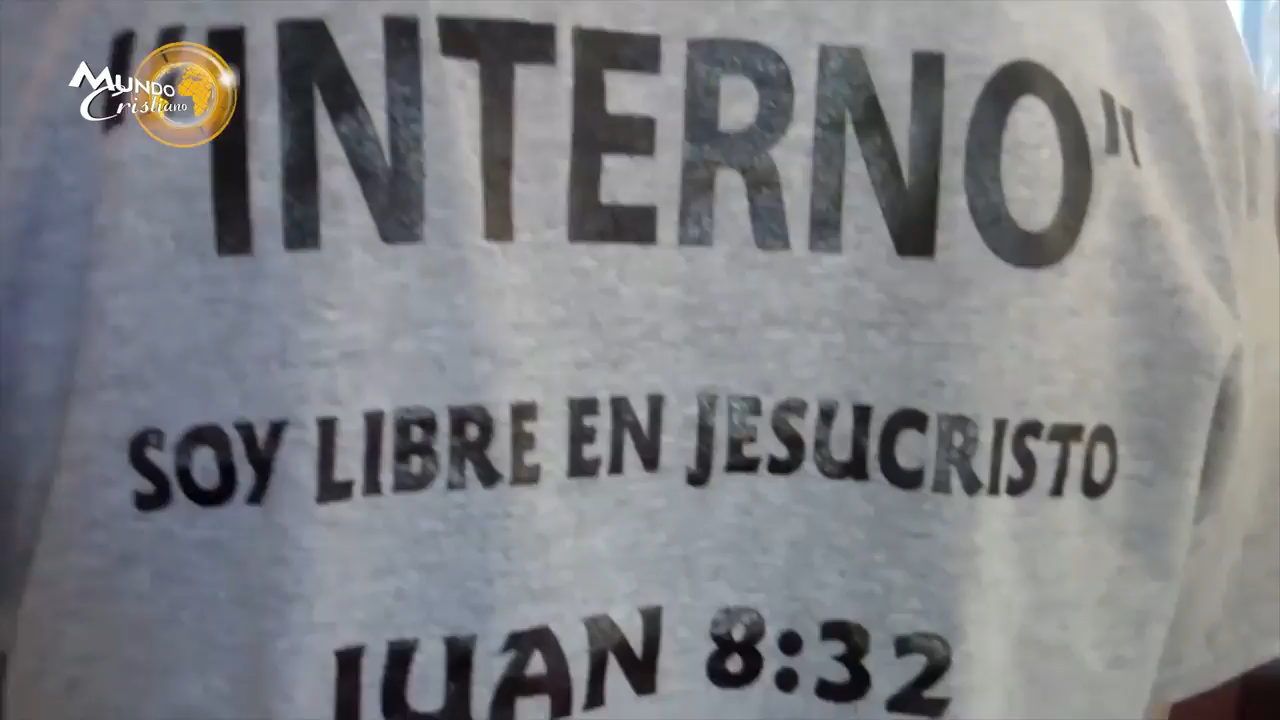 Mundo
Cristiano
"INTERNO"
SOY LIBRE EN JESUCRISTO
JUAN 8:32